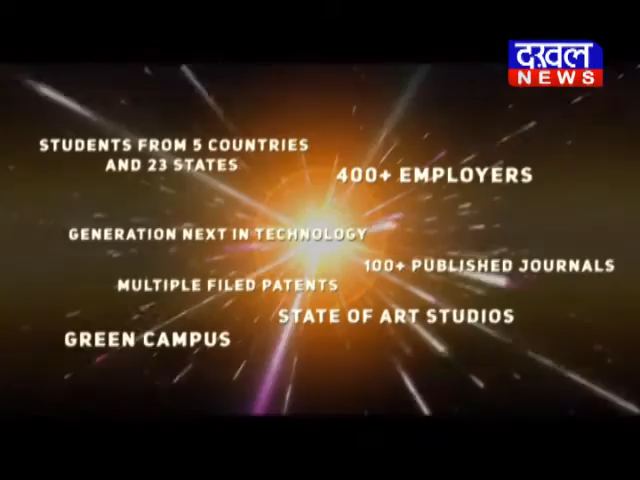 दखल
NEWS
STUDENTS FROM 5 COUNTRIES
AND 23 STATES
400+ EMPLOYERS
GENERATION NEXT IN TECHNOLOGY
100+ PUBLISHED JOURNALS
MULTIPLE FILED PATENTS
STATE OF ART STUDIOS
GREEN CAMPUS